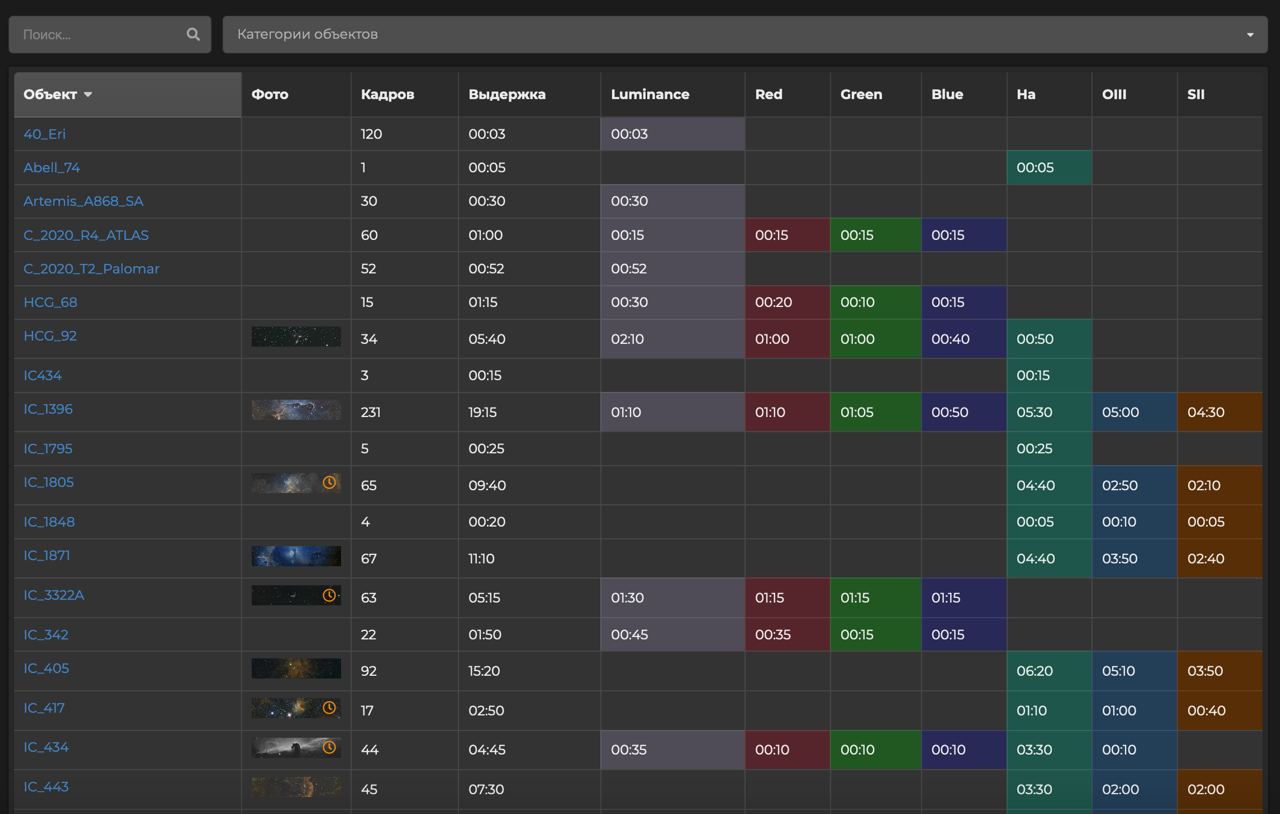 Поиск...
Категории объектов
Объект Фото Кадров Выдержка Luminance Red Green Blue Ha OIII SII
40_Eri 120 00:03 00:03
Abell_74 1 00:05 00:05
Artemis_A868_SA 30 00:30 00:30
C_2020_R4_ATLAS 60 01:00 00:15 00:15 00:15 00:15
C_2020_T2_Palomar 52 00:52 00:52
HCG_68 15 01:15 00:30 00:20 00:10 00:15
HCG_92 34 05:40 02:10 01:00 01:00 00:40 00:50
IC434 3 00:15 00:15
IC_1396 231 19:15 01:10 01:10 01:05 00:50 05:30 05:00 04:30
IC_1795 5 00:25 00:25
IC_1805 65 09:40 04:40 02:50 02:10
IC_1848 4 00:20 00:05 00:10 00:05
IC_1871 67 11:10 04:40 03:50 02:40
IC_3322A 63 05:15 01:30 01:15 01:15 01:15
IC_342 22 01:50 00:45 00:35 00:15 00:15
IC_405 92 15:20 06:20 05:10 03:50
IC_417 17 02:50 01:10 01:00 00:40
IC_434 44 04:45 00:35 00:10 00:10 00:10 03:30 00:10
IC_443 45 07:30 03:30 02:00 02:00